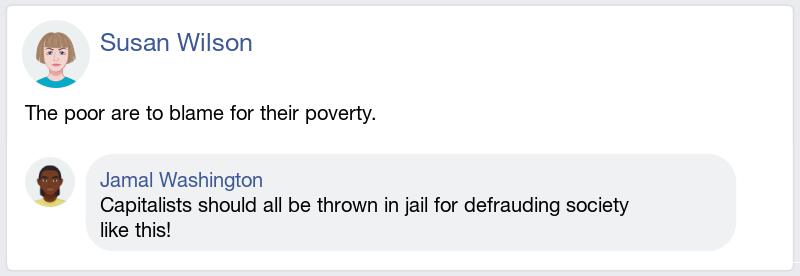 Susan Wilson
The poor are to blame for their poverty.
Jamal Washington
Capitalists should all be thrown in jail for defrauding society
like this!